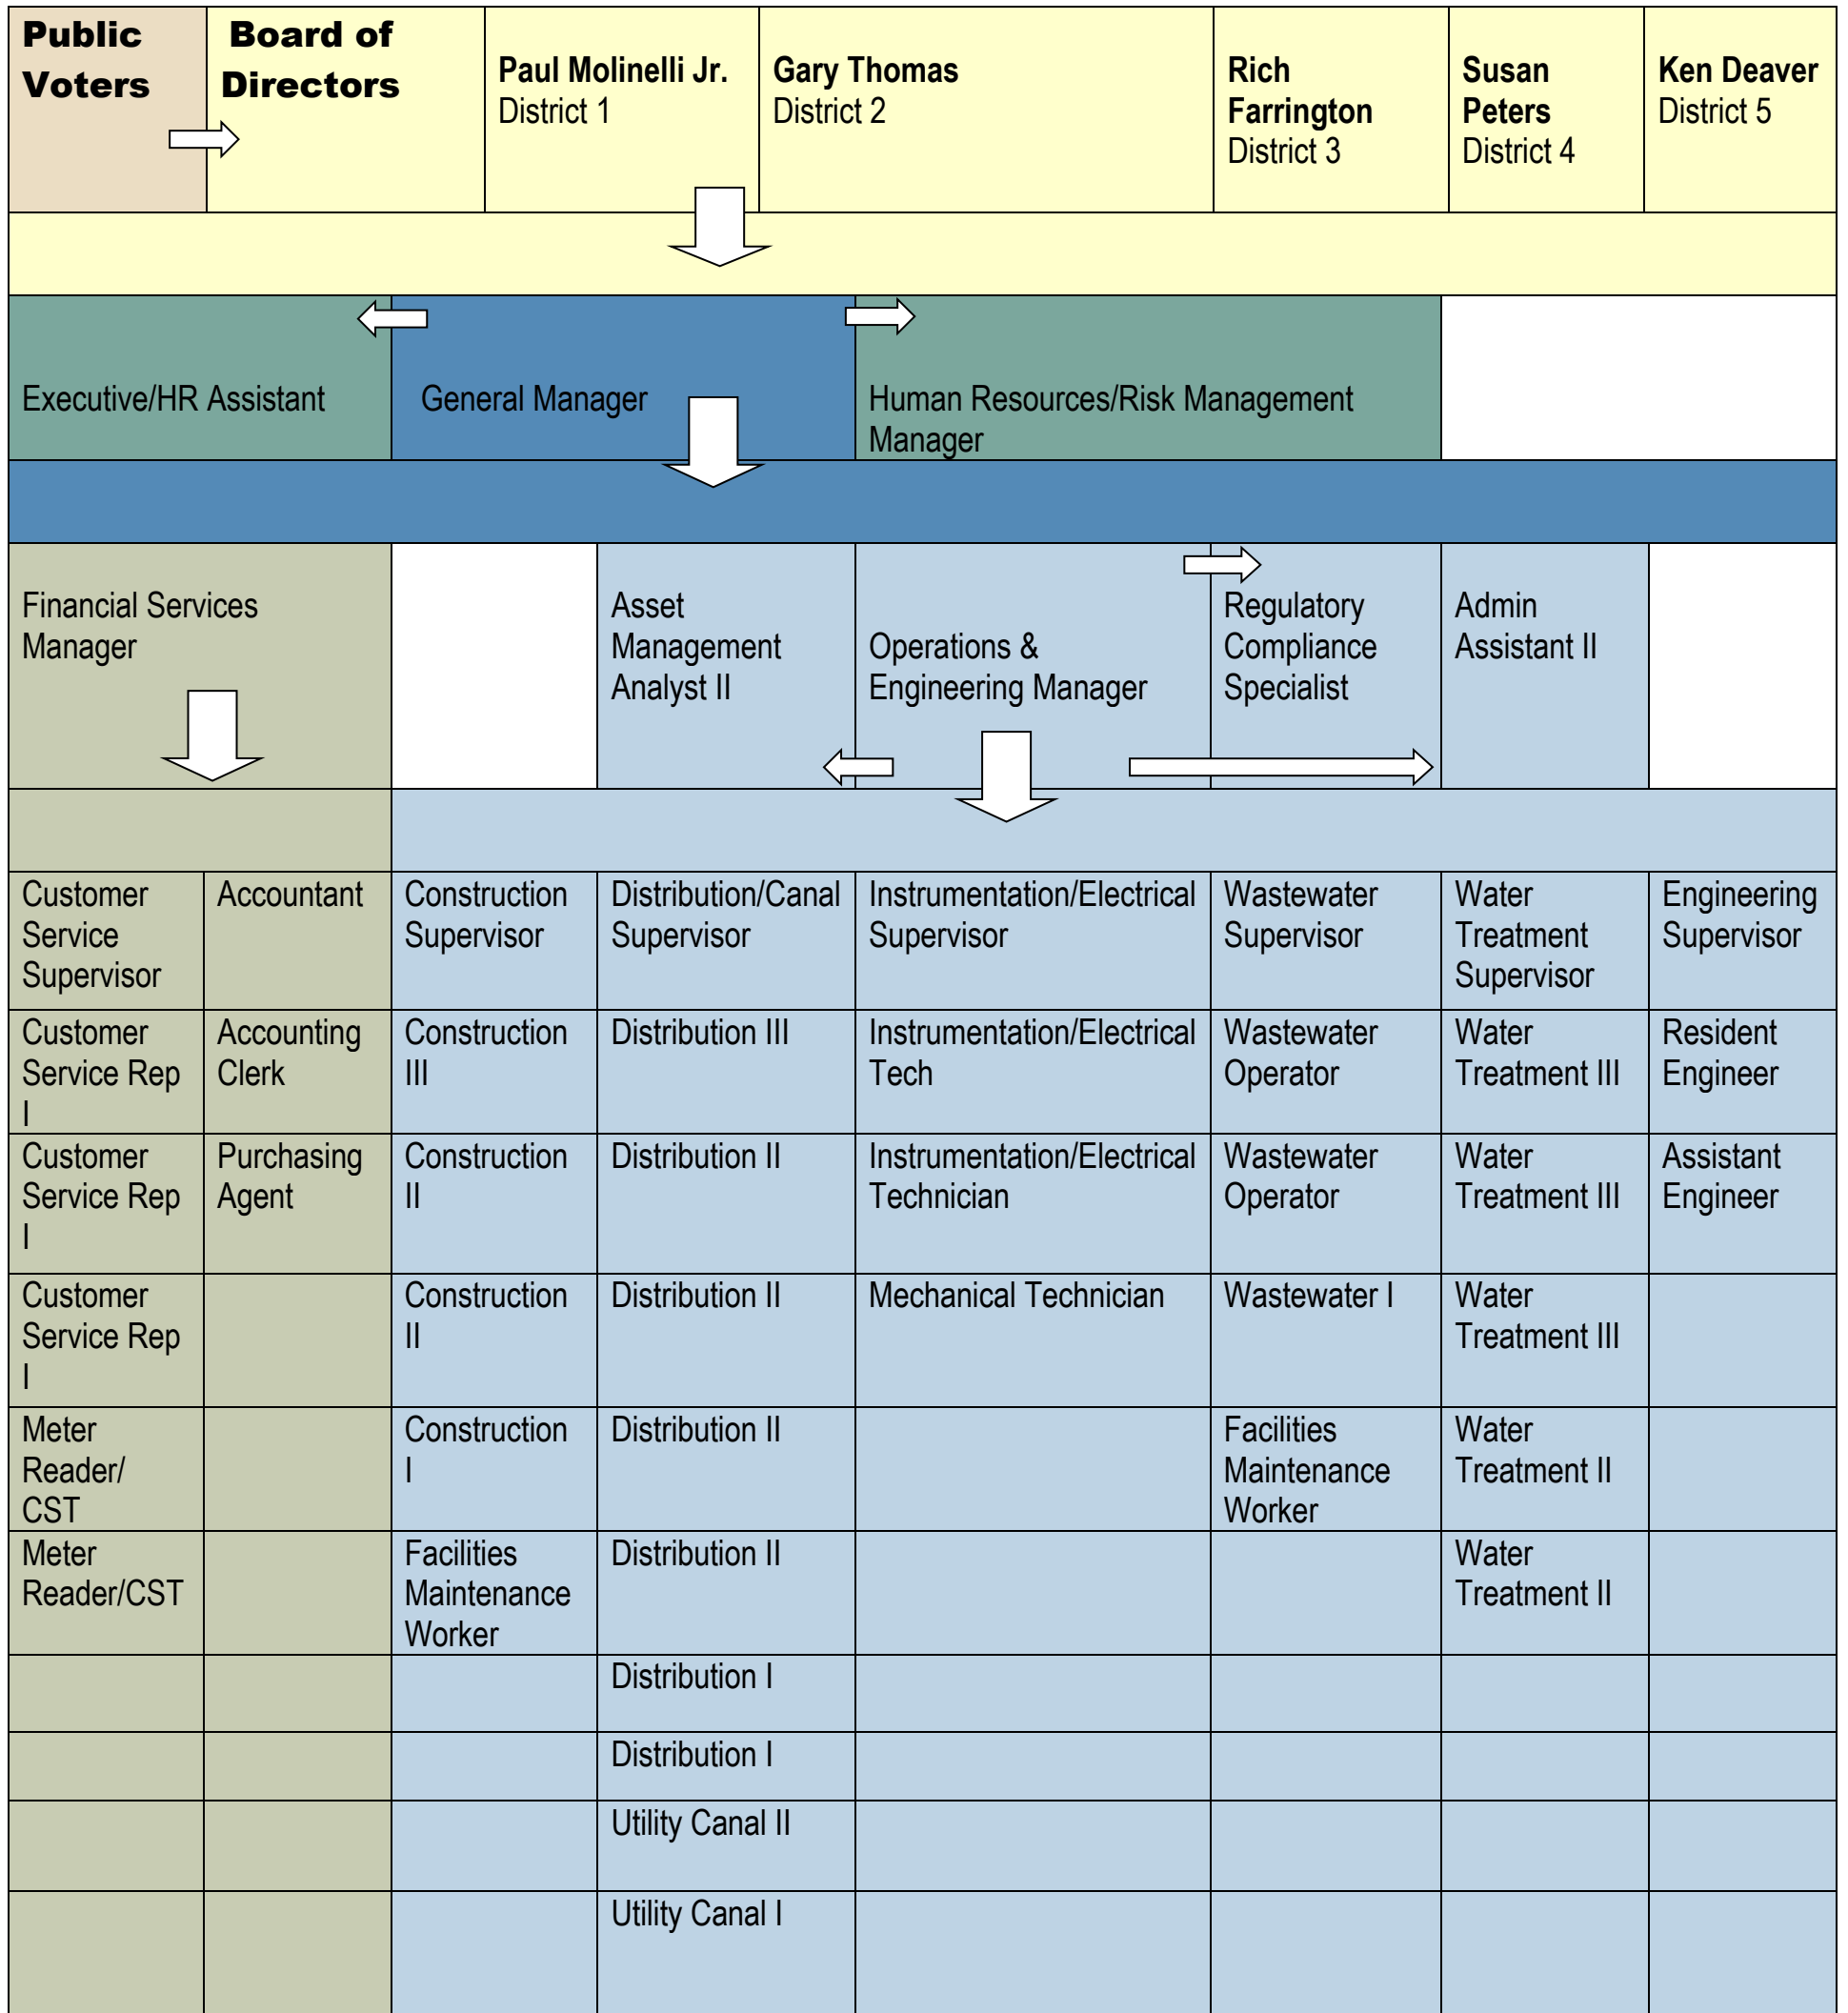 Public
Voters
Board of
Directors
Paul Molinelli Jr.
District 1
Gary Thomas
District 2
Rich
Farrington
District 3
Susan
Peters
District 4
Ken Deaver
District 5
Executive/HR Assistant
General Manager
Human Resources/Risk Management
Manager
Financial Services
Manager
Asset
Management
Analyst II
Operations &
Engineering Manager
Regulatory
Compliance
Specialist
Admin
Assistant II
Customer
Service
Supervisor
Accountant
Construction
Supervisor
Distribution/Canal
Supervisor
Instrumentation/Electrical
Supervisor
Wastewater
Supervisor
Water
Treatment
Supervisor
Engineering
Supervisor
Customer
Service Rep
I
Accounting
Clerk
Construction
III
Distribution III
Instrumentation/Electrical
Tech
Wastewater
Operator
Water
Treatment III
Resident
Engineer
Customer
Service Rep
I
Purchasing
Agent
Construction
II
Distribution II
Instrumentation/Electrical
Technician
Wastewater
Operator
Water
Treatment III
Assistant
Engineer
Customer
Service Rep
I
Construction
II
Distribution II
Mechanical Technician
Wastewater I
Water
Treatment III
Meter
Reader/
CST
Construction
I
Distribution II
Facilities
Maintenance
Worker
Water
Treatment II
Meter
Reader/CST
Facilities
Maintenance
Worker
Distribution II
Water
Treatment II
Distribution I
Distribution I
Utility Canal II
Utility Canal I